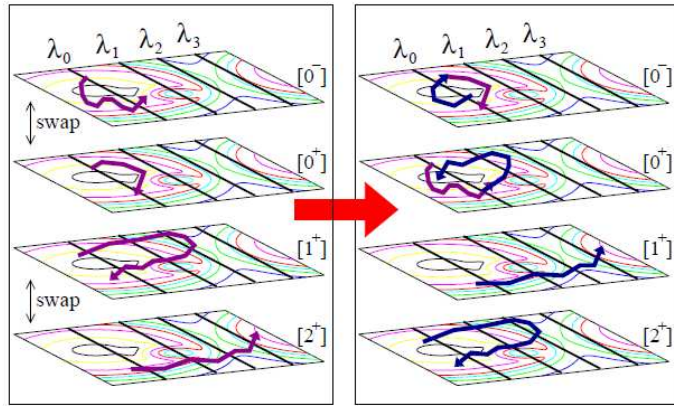 λ₀ λ₁ λ₂ λ₃
[0⁻]
swap
[0⁺]
[1⁺]
swap
[2⁺]
λ₀ λ₁ λ₂ λ₃
[0⁻]
[0⁺]
[1⁺]
[2⁺]